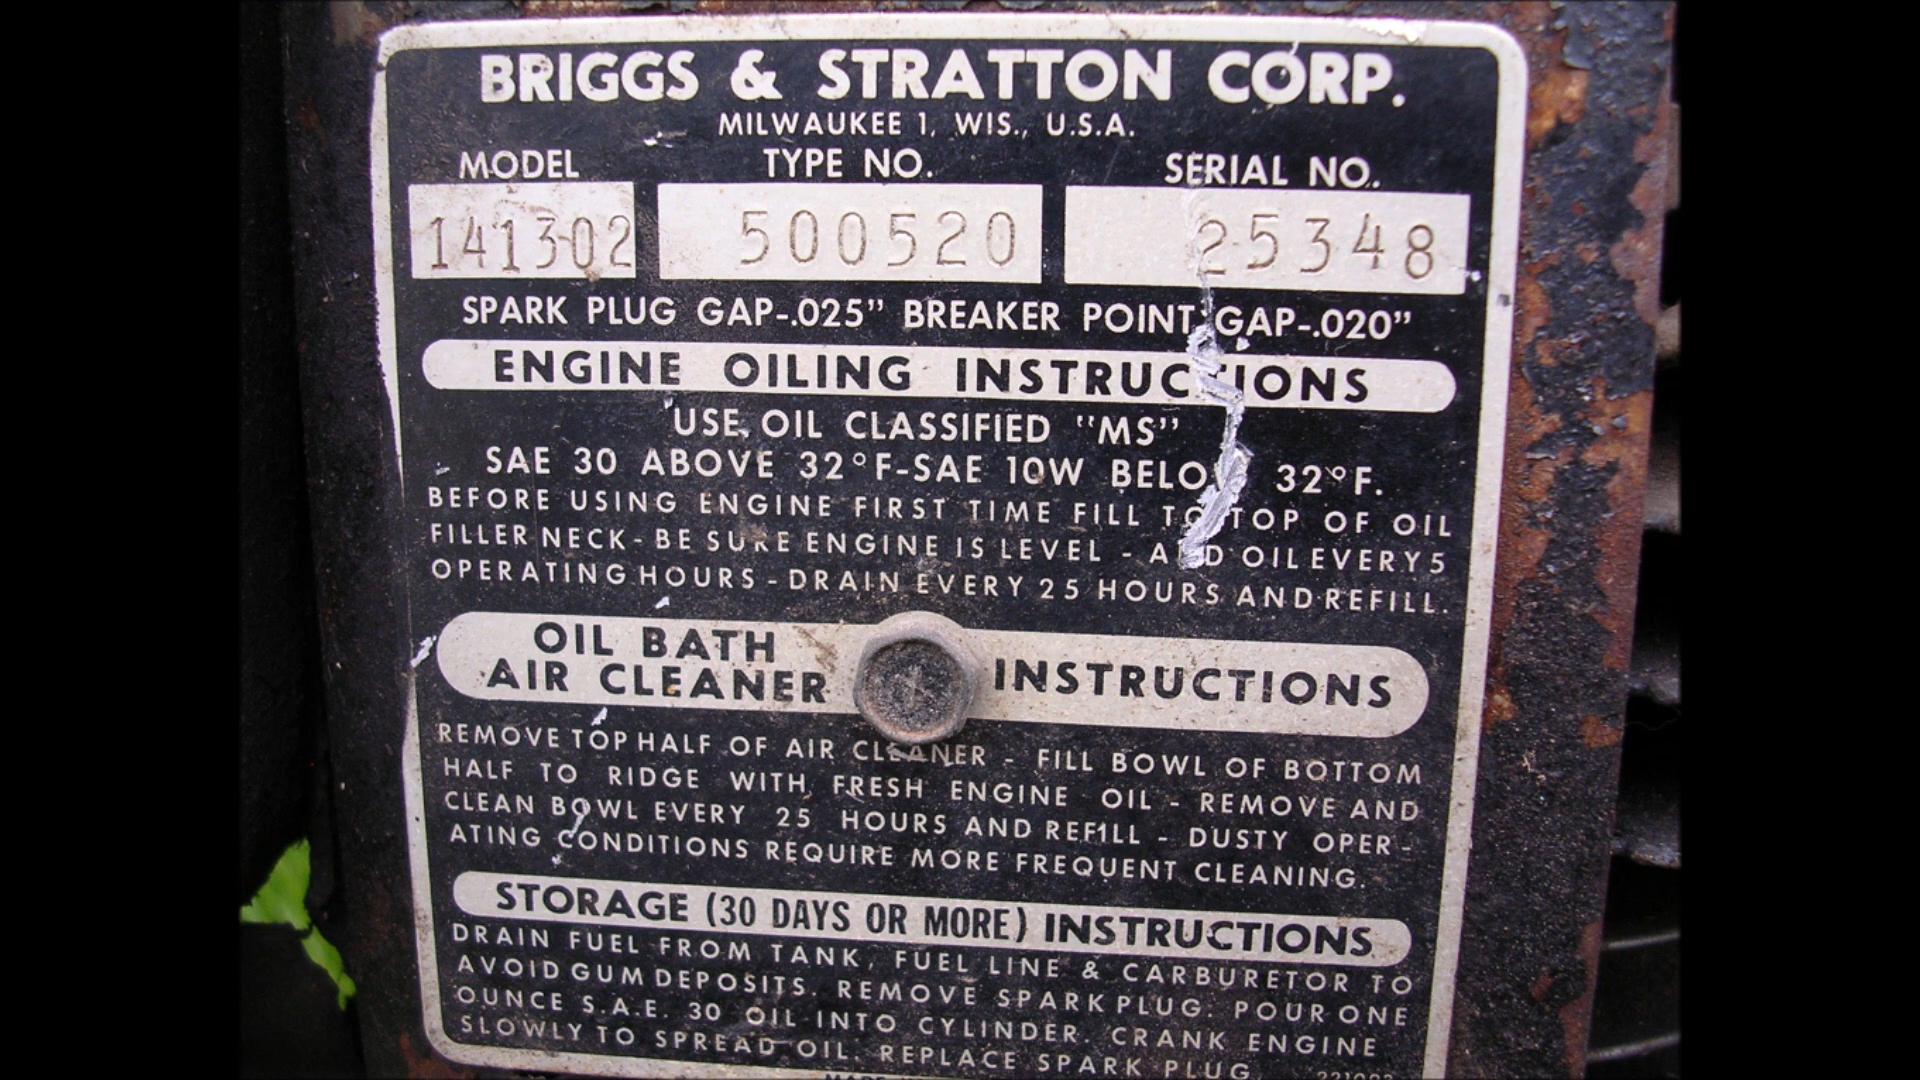 BRIGGS & STRATTON CORP.
MILWAUKEE 1, WIS., U.S.A.
MODEL TYPE NO. SERIAL NO.
141302 500520 25348
SPARK PLUG GAP-.025” BREAKER POINT GAP-.020”
ENGINE OILING INSTRUCTIONS
USE OIL CLASSIFIED “MS”
SAE 30 ABOVE 32°F-SAE 10W BELOW 32°F.
BEFORE USING ENGINE FIRST TIME FILL TO TOP OF OIL
FILLER NECK - BE SURE ENGINE IS LEVEL - ADD OIL EVERY 5
OPERATING HOURS - DRAIN EVERY 25 HOURS AND REFILL.
OIL BATH
AIR CLEANER INSTRUCTIONS
REMOVE TOP HALF OF AIR CLEANER - FILL BOWL OF BOTTOM
HALF TO RIDGE WITH FRESH ENGINE OIL - REMOVE AND
CLEAN BOWL EVERY 25 HOURS AND REFILL - DUSTY OPER-
ATING CONDITIONS REQUIRE MORE FREQUENT CLEANING.
STORAGE (30 DAYS OR MORE) INSTRUCTIONS
DRAIN FUEL FROM TANK, FUEL LINE & CARBURETOR TO
AVOID GUM DEPOSITS. REMOVE SPARK PLUG. POUR ONE
OUNCE S.A.E. 30 OIL INTO CYLINDER. CRANK ENGINE
SLOWLY TO SPREAD OIL. REPLACE SPARK PLUG.